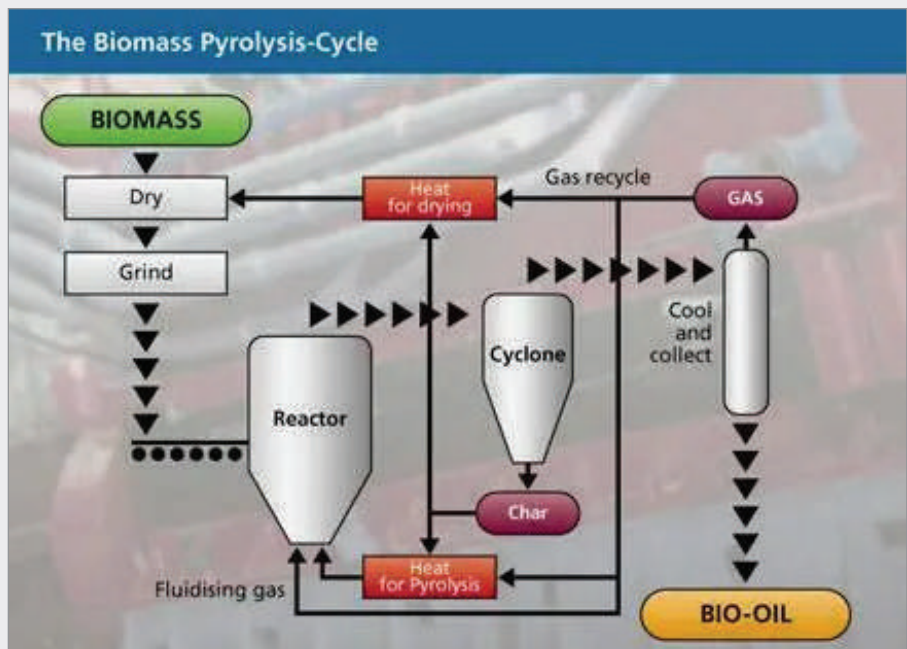 The Biomass Pyrolysis-Cycle
BIOMASS
Dry
Heat
for drying
Gas recycle
GAS
Grind
Cool
and
collect
Cyclone
Reactor
Char
Heat
for Pyrolysis
Fluidising gas
BIO-OIL